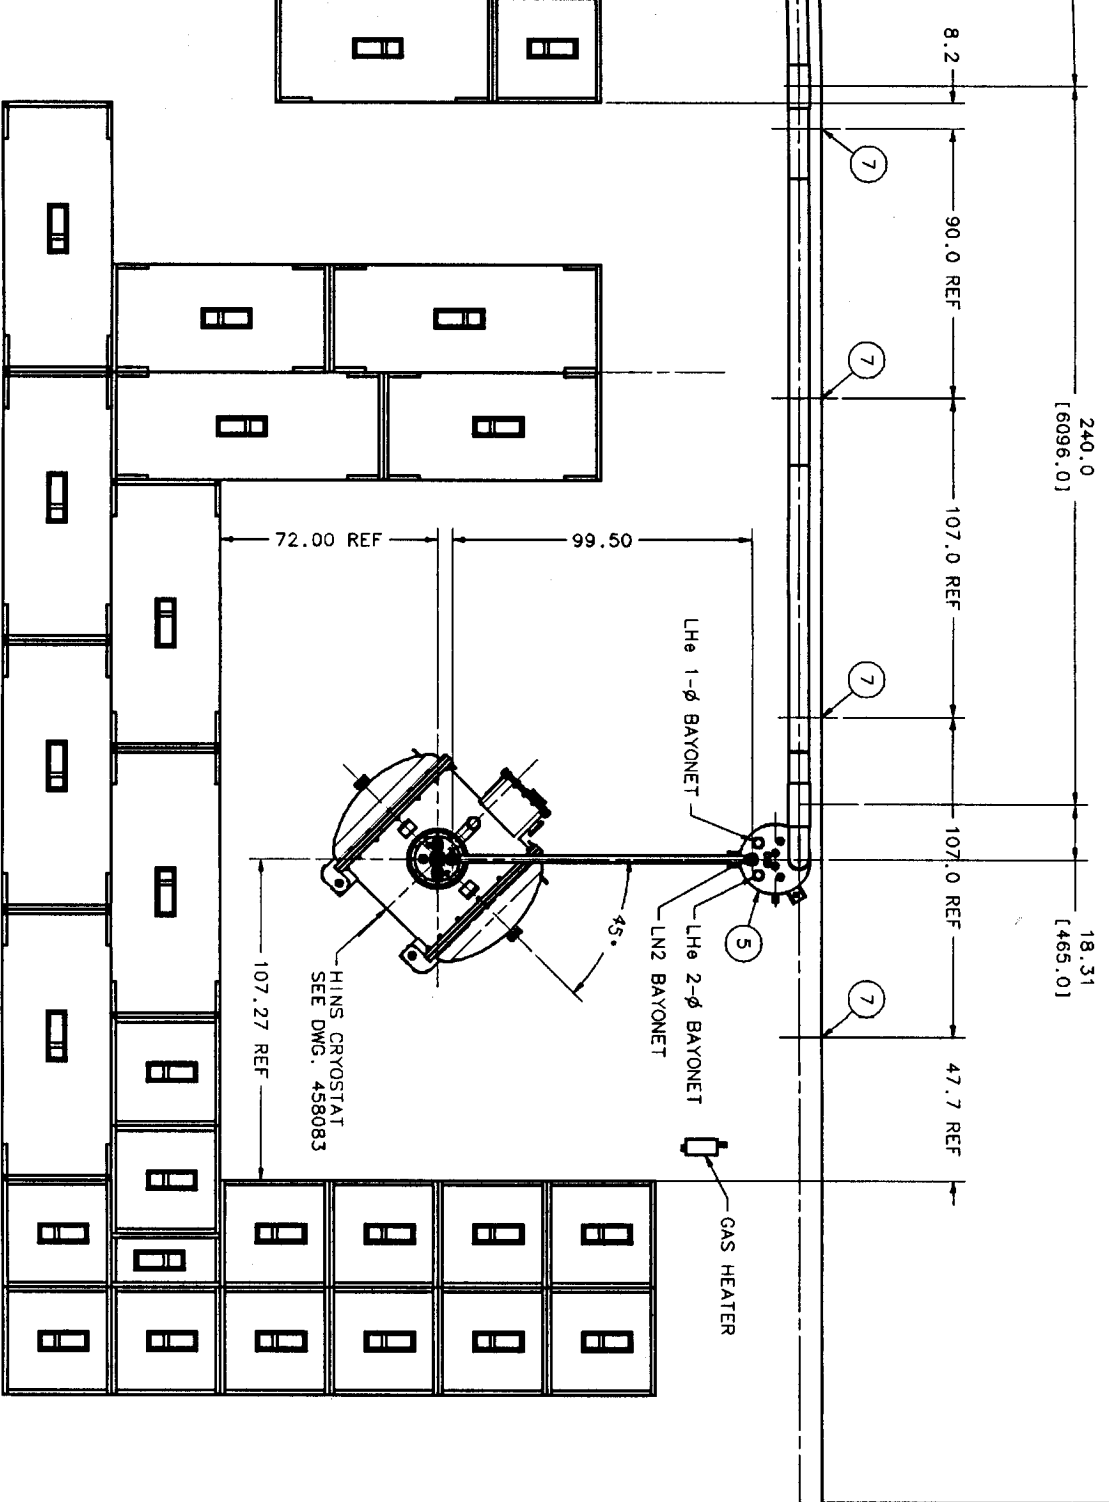 240.0
[6096.0]
18.31
[465.0]
8.2
90.0 REF
107.0 REF
107.0 REF
47.7 REF
7
7
7
7
72.00 REF
99.50
LHe 1-Ø BAYONET
5
LHe 2-Ø BAYONET
LN2 BAYONET
45°
GAS HEATER
107.27 REF
HINS CRYOSTAT
SEE DWG. 458083